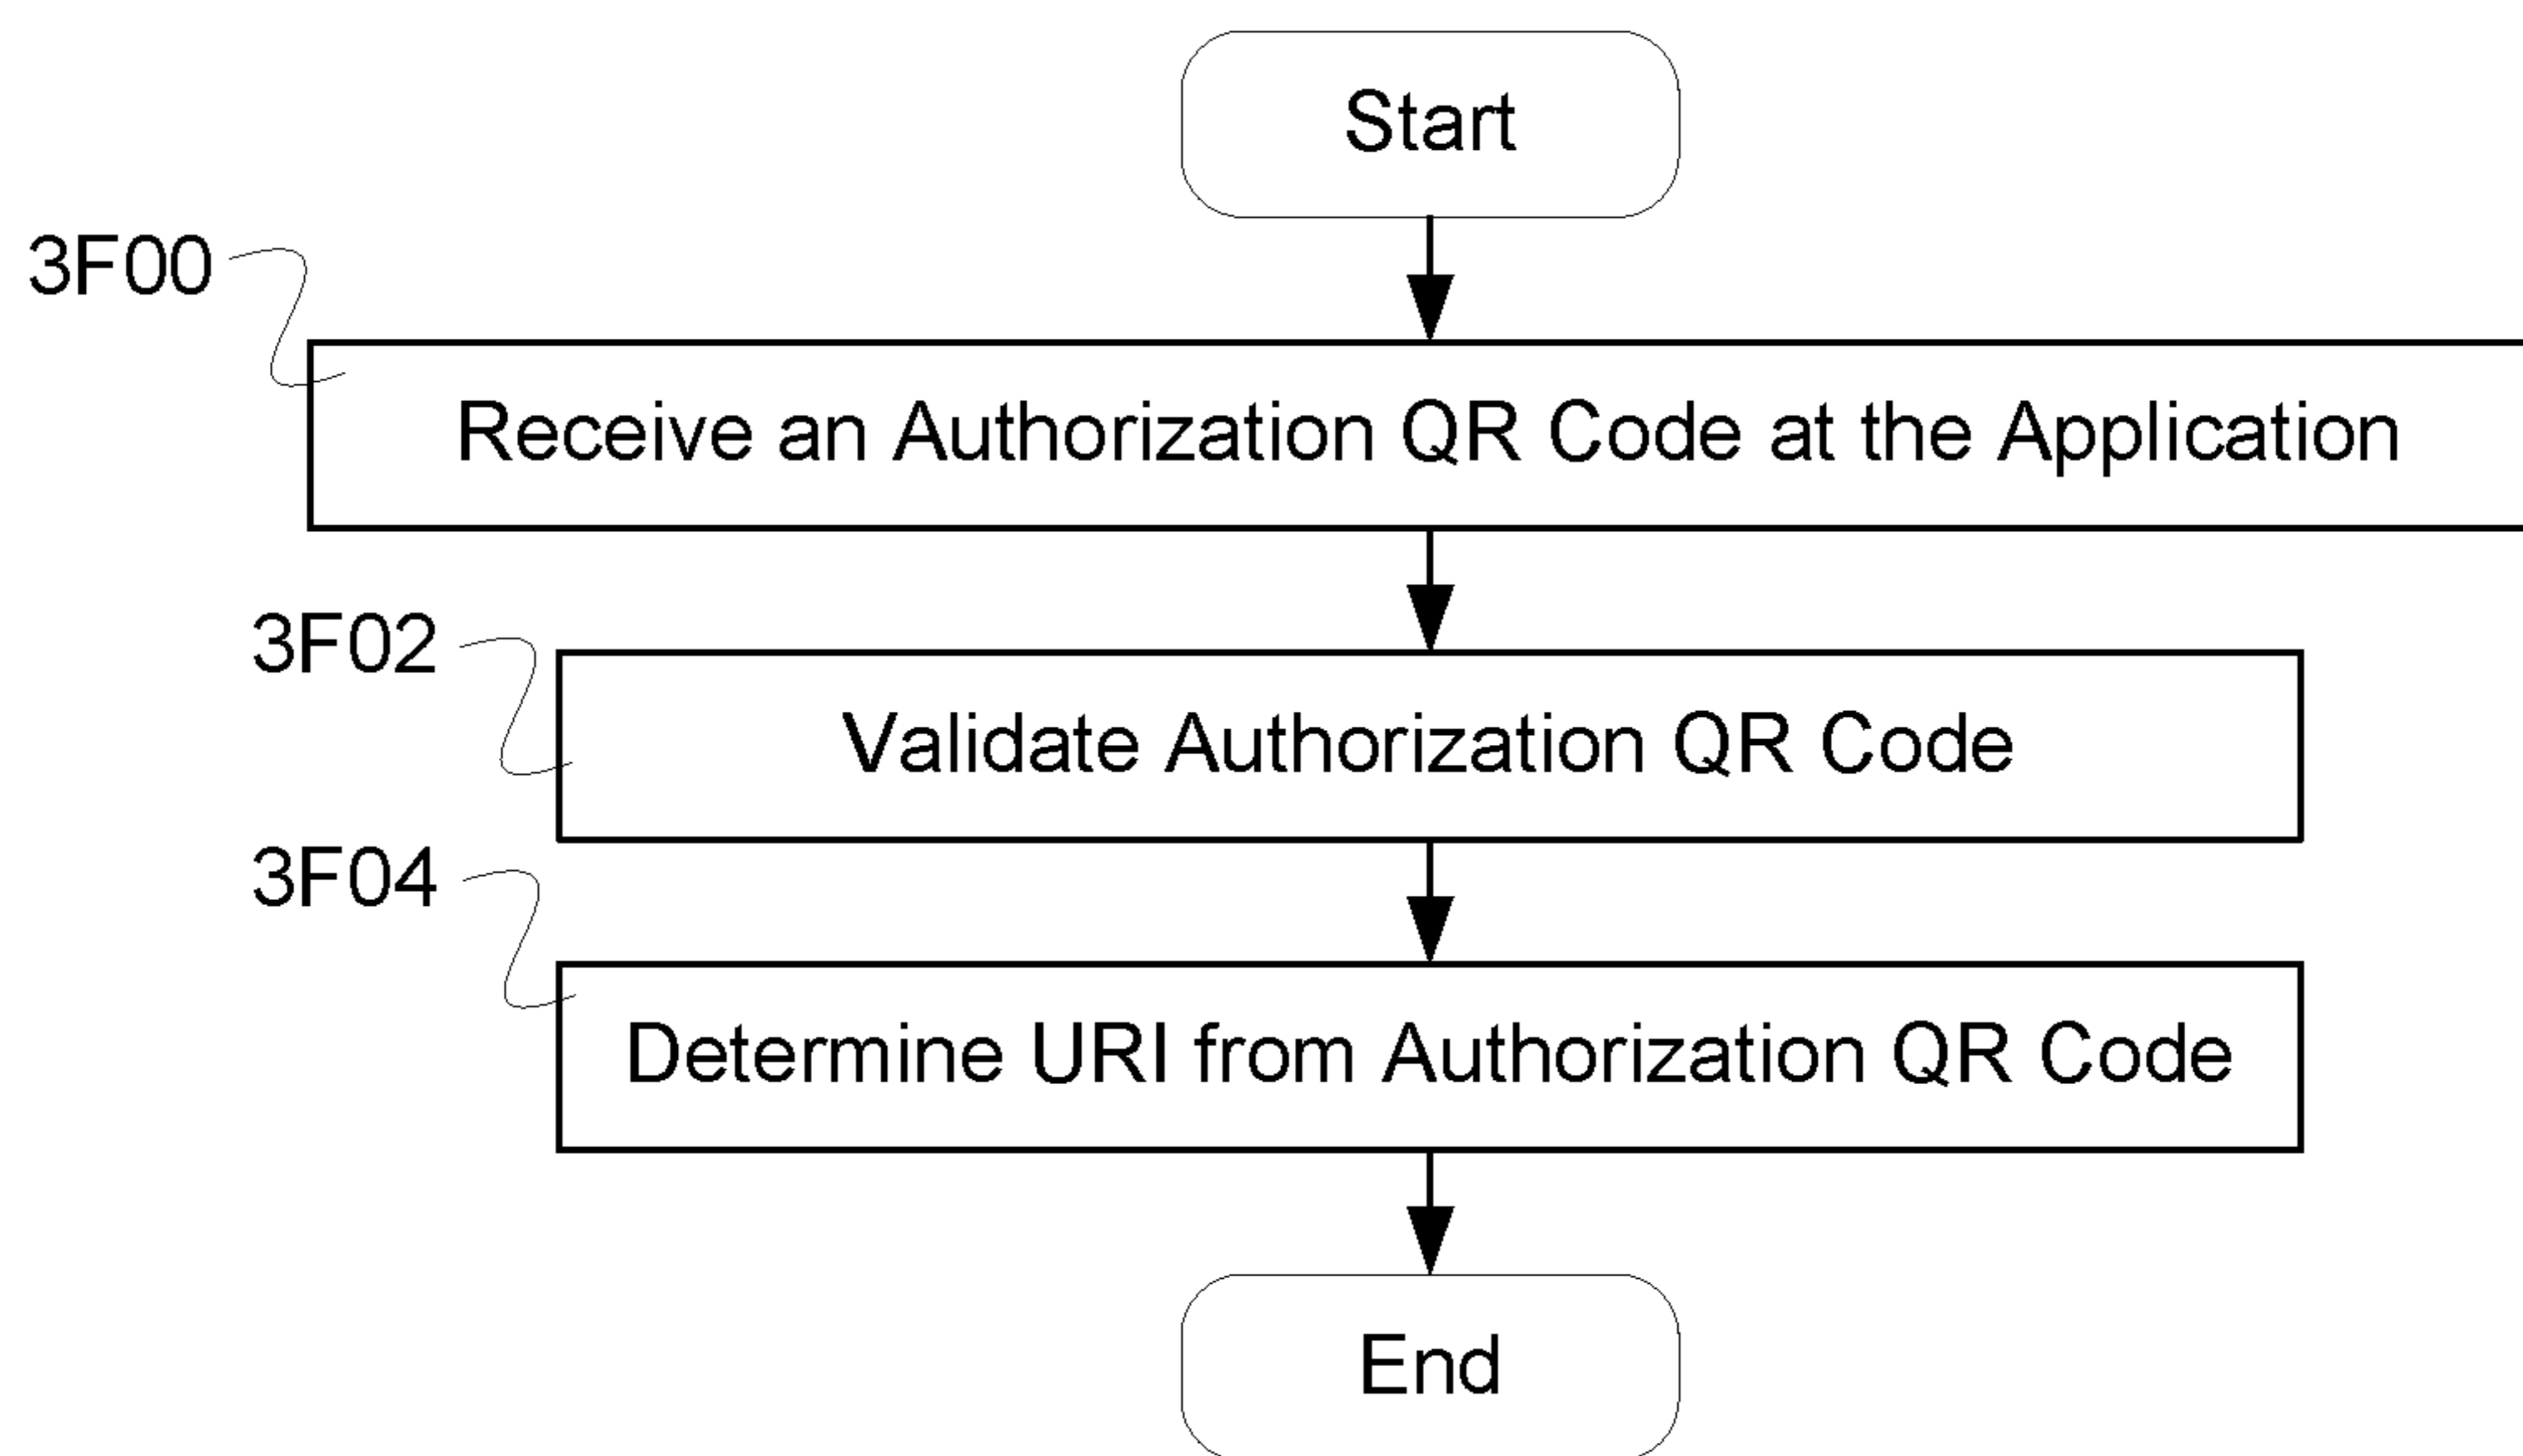 Start
3F00
Receive an Authorization QR Code at the Application
3F02
Validate Authorization QR Code
3F04
Determine URI from Authorization QR Code
End